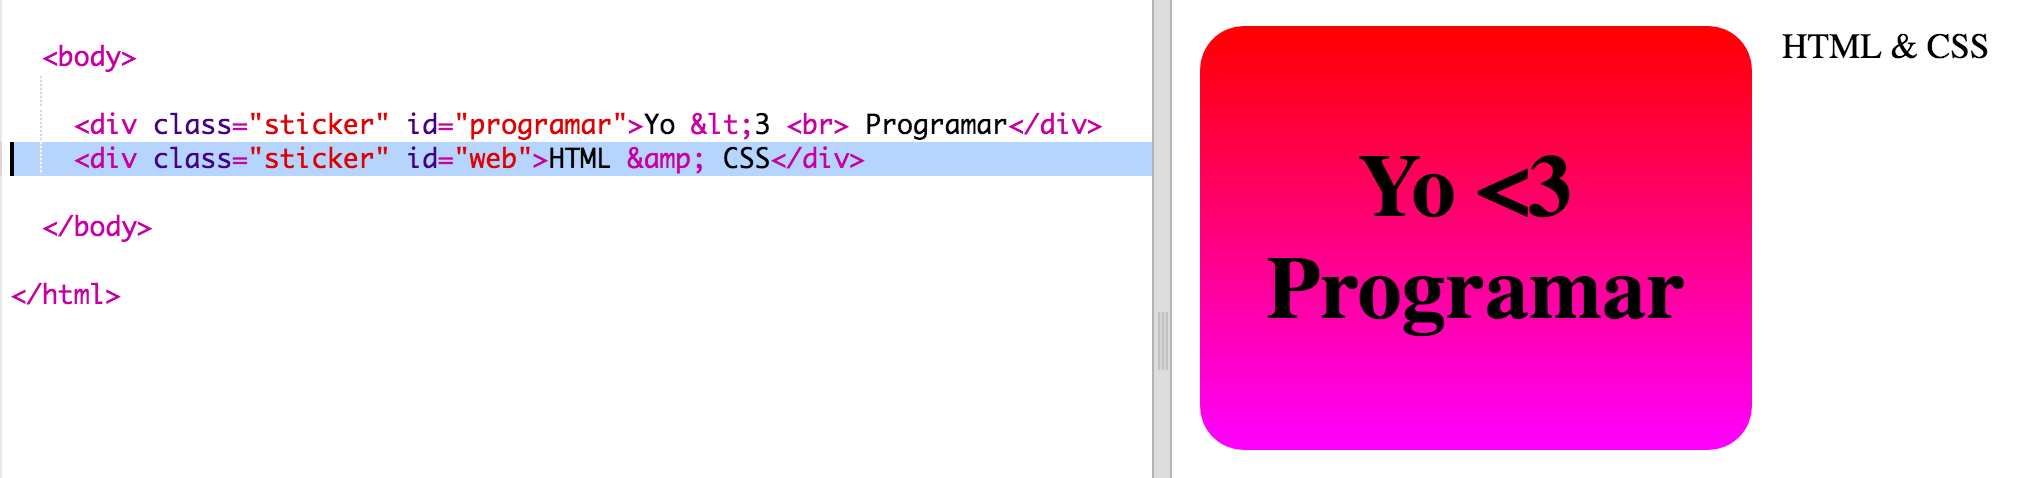 <body>
<div class="sticker" id="programar">Yo &lt;3 <br> Programar</div>
<div class="sticker" id="web">HTML &amp; CSS</div>
</body>
</html>
Yo <3
Programar
HTML & CSS